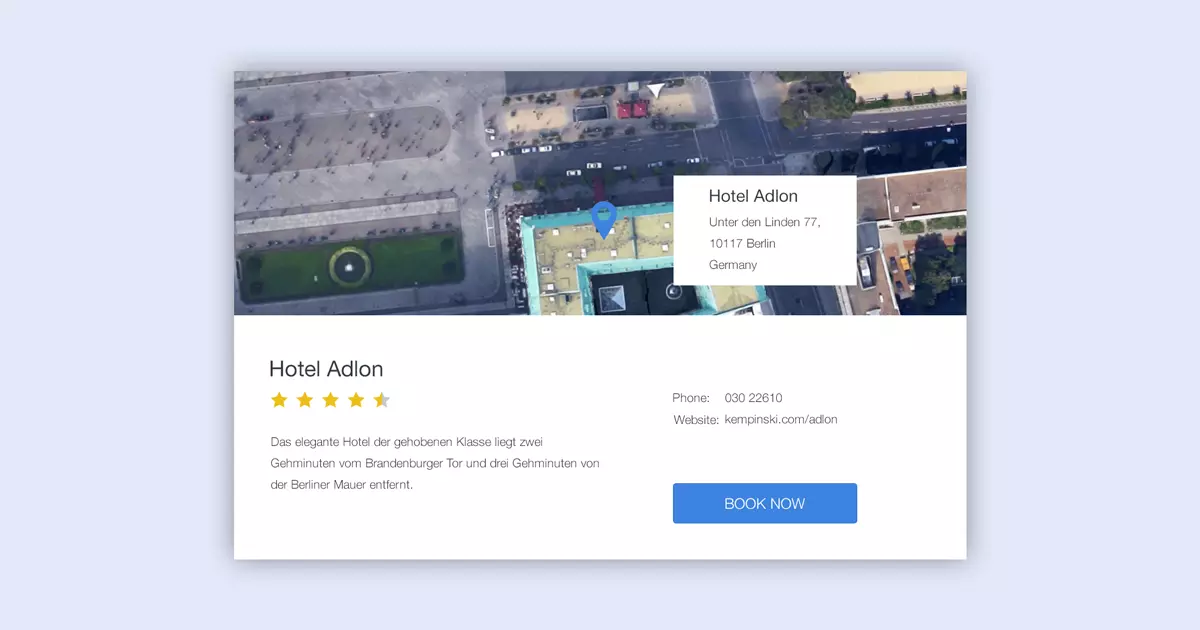 Hotel Adlon
Unter den Linden 77,
10117 Berlin
Germany
Hotel Adlon
Das elegante Hotel der gehobenen Klasse liegt zwei
Gehminuten vom Brandenburger Tor und drei Gehminuten von
der Berliner Mauer entfernt.
Phone: 030 22610
Website: kempinski.com/adlon
BOOK NOW